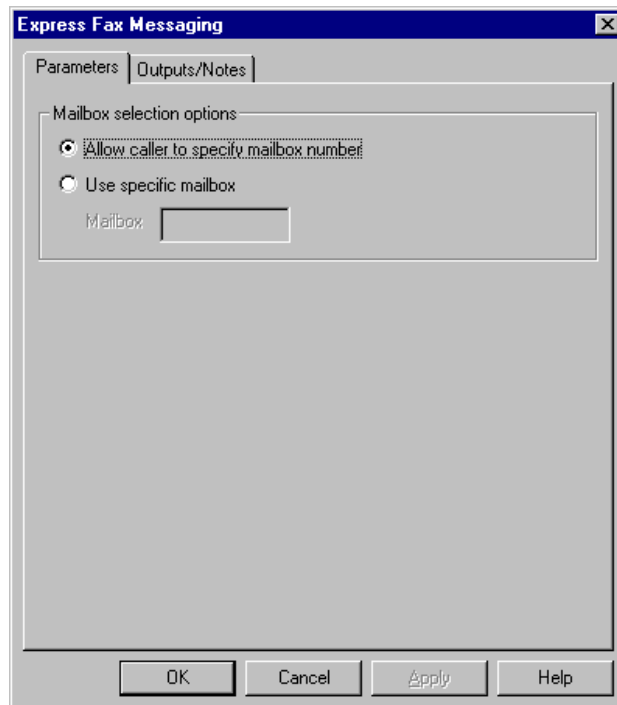 Express Fax Messaging
Parameters Outputs/Notes
Mailbox selection options
Allow caller to specify mailbox number
Use specific mailbox
Mailbox
OK Cancel Apply Help